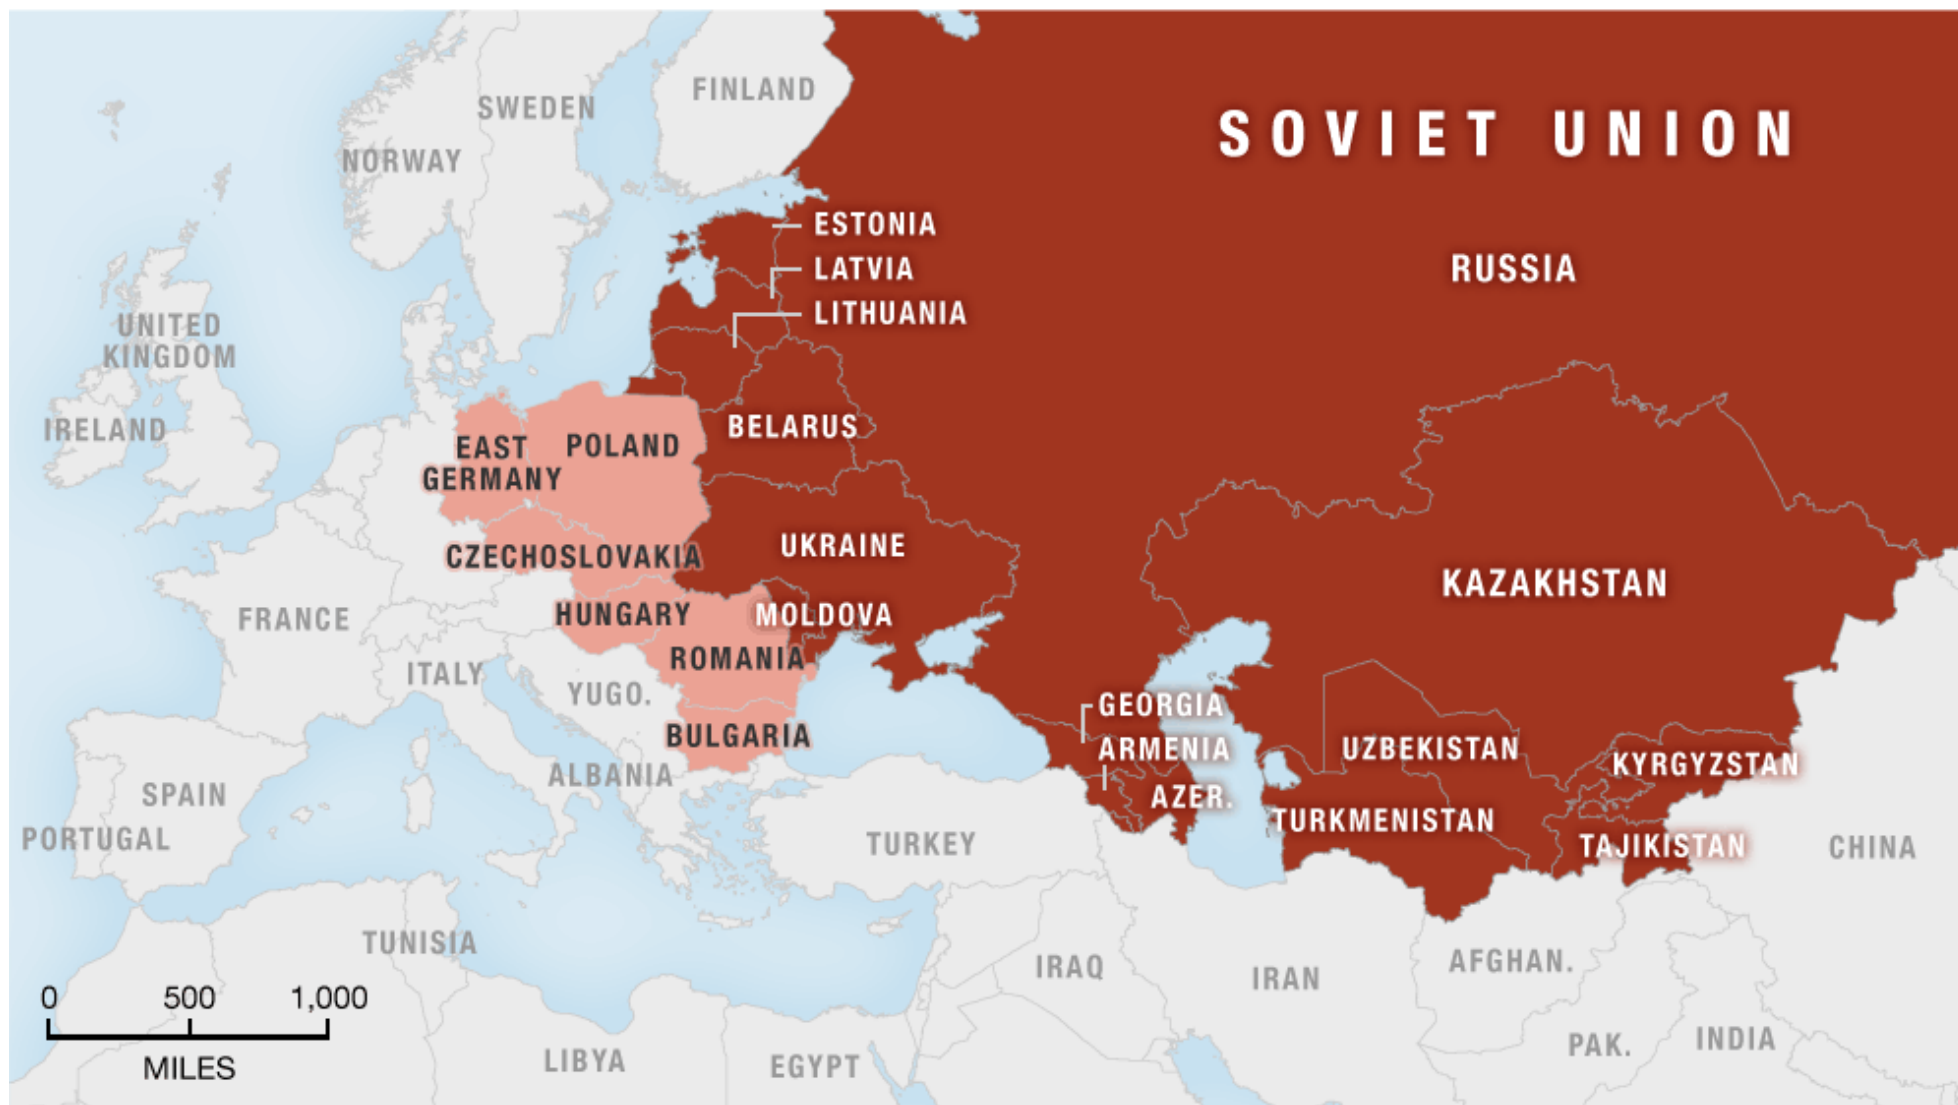 FINLAND
SWEDEN
SOVIET UNION
NORWAY
ESTONIA
LATVIA
RUSSIA
LITHUANIA
UNITED
KINGDOM
IRELAND
BELARUS
EAST
GERMANY
POLAND
UKRAINE
CZECHOSLOVAKIA
KAZAKHSTAN
FRANCE
HUNGARY
MOLDOVA
ROMANIA
ITALY
YUGO.
GEORGIA
BULGARIA
ARMENIA
UZBEKISTAN
KYRGYZSTAN
ALBANIA
SPAIN
AZER.
TURKMENISTAN
PORTUGAL
TURKEY
TAJIKISTAN
CHINA
TUNISIA
IRAQ
IRAN
AFGHAN.
0 500 1,000
MILES
LIBYA
EGYPT
PAK.
INDIA